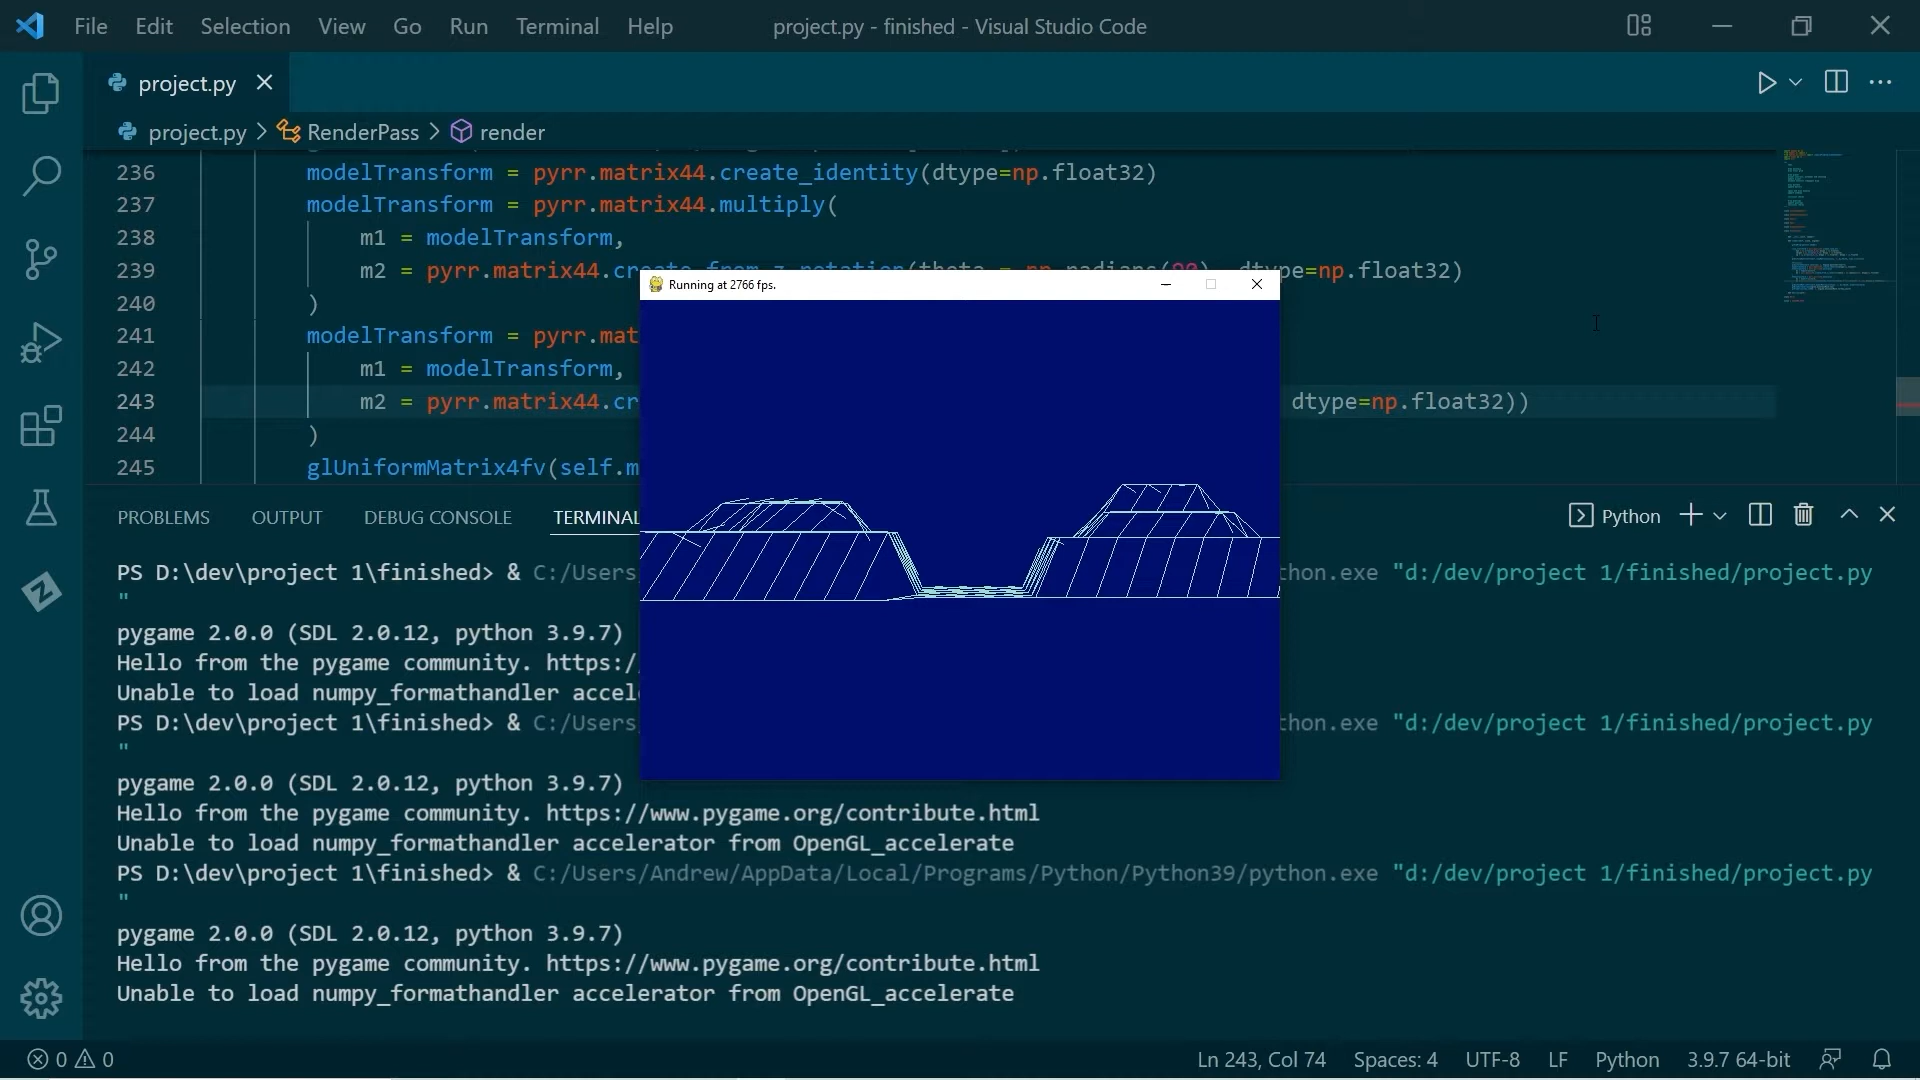 File Edit Selection View Go Run Terminal Help project.py - finished - Visual Studio Code
project.py
project.py > RenderPass > render
236 modelTransform = pyrr.matrix44.create_identity(dtype=np.float32)
237 modelTransform = pyrr.matrix44.multiply(
238 m1 = modelTransform,
239 m2 = pyrr.matrix44.create_from_z_rotation(theta = np.radians(90), dtype=np.float32)
240 )
241 modelTransform = pyrr.mat
242 m1 = modelTransform,
243 m2 = pyrr.matrix44.cr dtype=np.float32))
244 )
245 glUniformMatrix4fv(self.m
Running at 2766 fps.
PROBLEMS OUTPUT DEBUG CONSOLE TERMINAL Python
PS D:\dev\project 1\finished> & C:/Users thon.exe "d:/dev/project 1/finished/project.py
"
pygame 2.0.0 (SDL 2.0.12, python 3.9.7)
Hello from the pygame community. https:/
Unable to load numpy_formathandler accel
PS D:\dev\project 1\finished> & C:/Users thon.exe "d:/dev/project 1/finished/project.py
"
pygame 2.0.0 (SDL 2.0.12, python 3.9.7)
Hello from the pygame community. https://www.pygame.org/contribute.html
Unable to load numpy_formathandler accelerator from OpenGL_accelerate
PS D:\dev\project 1\finished> & C:/Users/Andrew/AppData/Local/Programs/Python/Python39/python.exe "d:/dev/project 1/finished/project.py
"
pygame 2.0.0 (SDL 2.0.12, python 3.9.7)
Hello from the pygame community. https://www.pygame.org/contribute.html
Unable to load numpy_formathandler accelerator from OpenGL_accelerate
0 0 Ln 243, Col 74 Spaces: 4 UTF-8 LF Python 3.9.7 64-bit